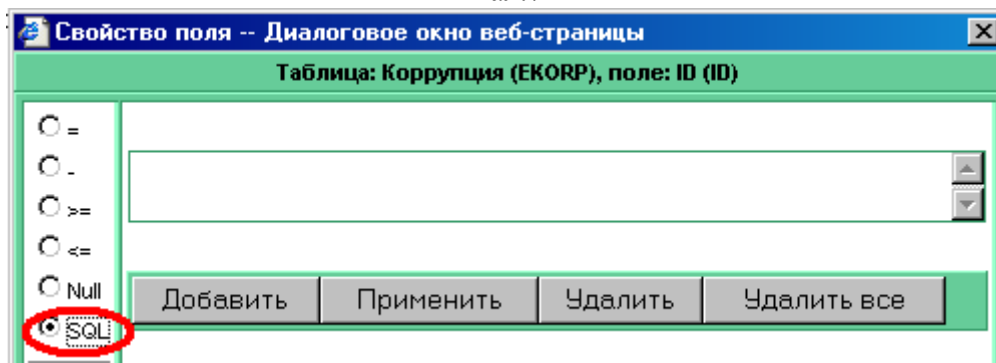 Свойство поля -- Диалоговое окно веб-страницы
Таблица: Коррупция (EKORP), поле: ID (ID)
=
-
>=
<=
Null
SQL
Добавить Применить Удалить Удалить все